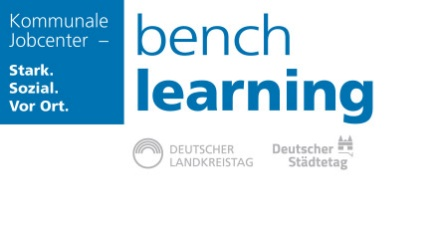 Kommunale
Jobcenter –
Stark.
Sozial.
Vor Ort.
bench
learning
DEUTSCHER
LANDKREISTAG
Deutscher
Städtetag